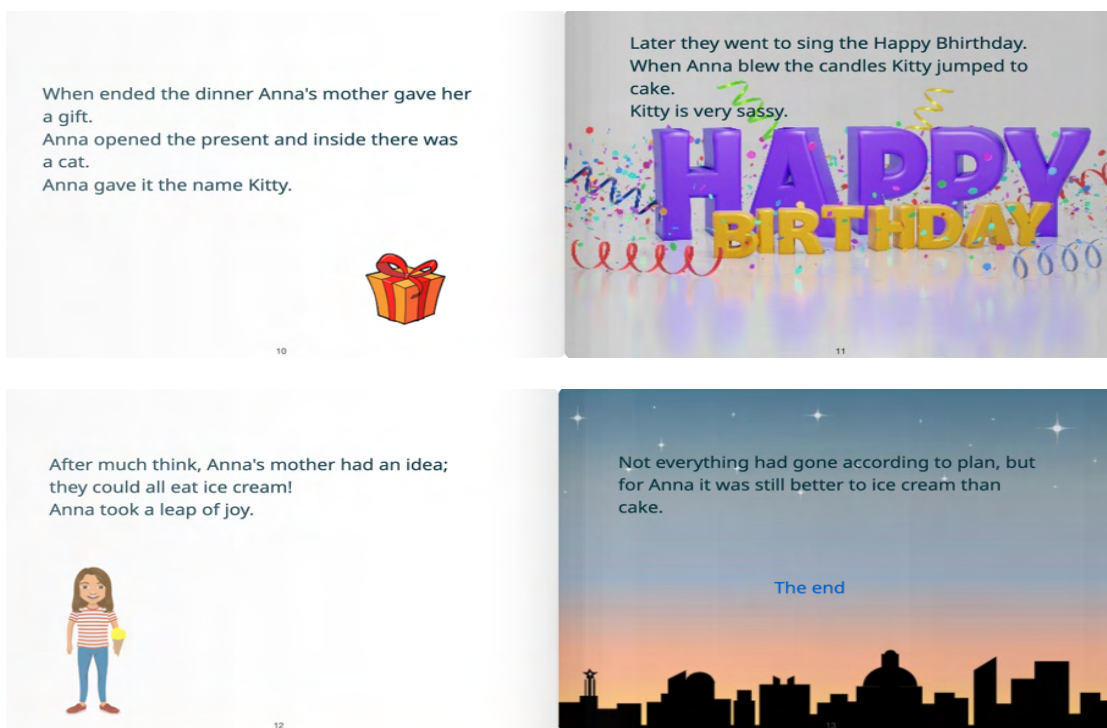 When ended the dinner Anna's mother gave her
a gift.
Anna opened the present and inside there was
a cat.
Anna gave it the name Kitty.
10
Later they went to sing the Happy Bhirthday.
When Anna blew the candles Kitty jumped to
cake.
Kitty is very sassy.
HAPPY
BIRTHDAY
11
After much think, Anna's mother had an idea;
they could all eat ice cream!
Anna took a leap of joy.
12
Not everything had gone according to plan, but
for Anna it was still better to ice cream than
cake.
The end
13